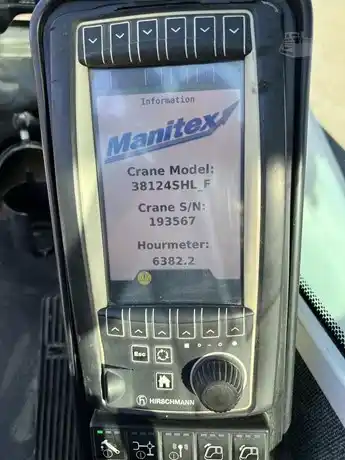 Information
Manitex
Crane Model:
38124SHL_F
Crane S/N:
193567
Hourmeter:
6382.2
Esc
HIRSCHMANN